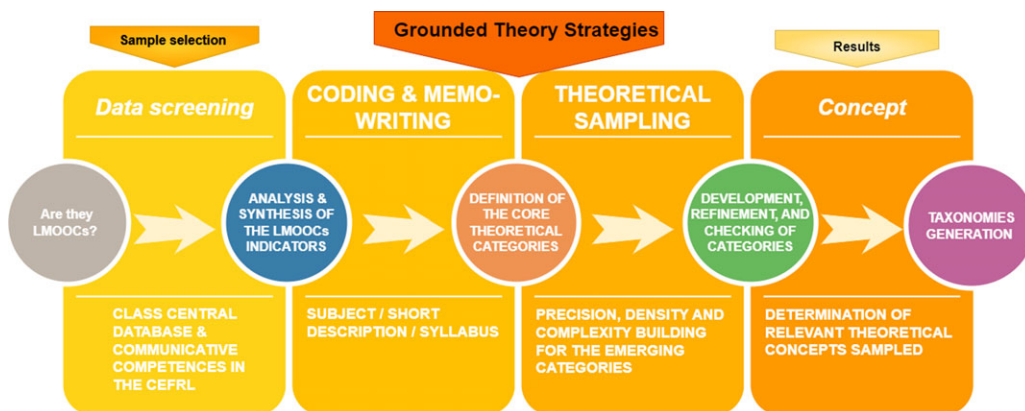 Sample selection
Grounded Theory Strategies
Results
Data screening
CODING & MEMO-
WRITING
THEORETICAL
SAMPLING
Concept
Are they
LMOOCs?
ANALYSIS &
SYNTHESIS OF
THE LMOOCs
INDICATORS
DEFINITION OF
THE CORE
THEORETICAL
CATEGORIES
DEVELOPMENT,
REFINEMENT, AND
CHECKING OF
CATEGORIES
TAXONOMIES
GENERATION
CLASS CENTRAL
DATABASE &
COMMUNICATIVE
COMPETENCES IN
THE CEFRL
SUBJECT / SHORT
DESCRIPTION / SYLLABUS
PRECISION, DENSITY AND
COMPLEXITY BUILDING
FOR THE EMERGING
CATEGORIES
DETERMINATION OF
RELEVANT THEORETICAL
CONCEPTS SAMPLED